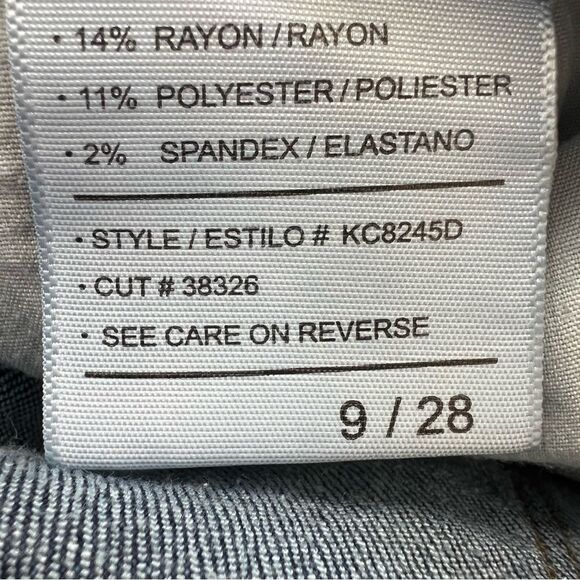 · 14% RAYON / RAYON
· 11% POLYESTER / POLIESTER
· 2% SPANDEX / ELASTANO
· STYLE / ESTILO # KC8245D
· CUT # 38326
· SEE CARE ON REVERSE
9 / 28